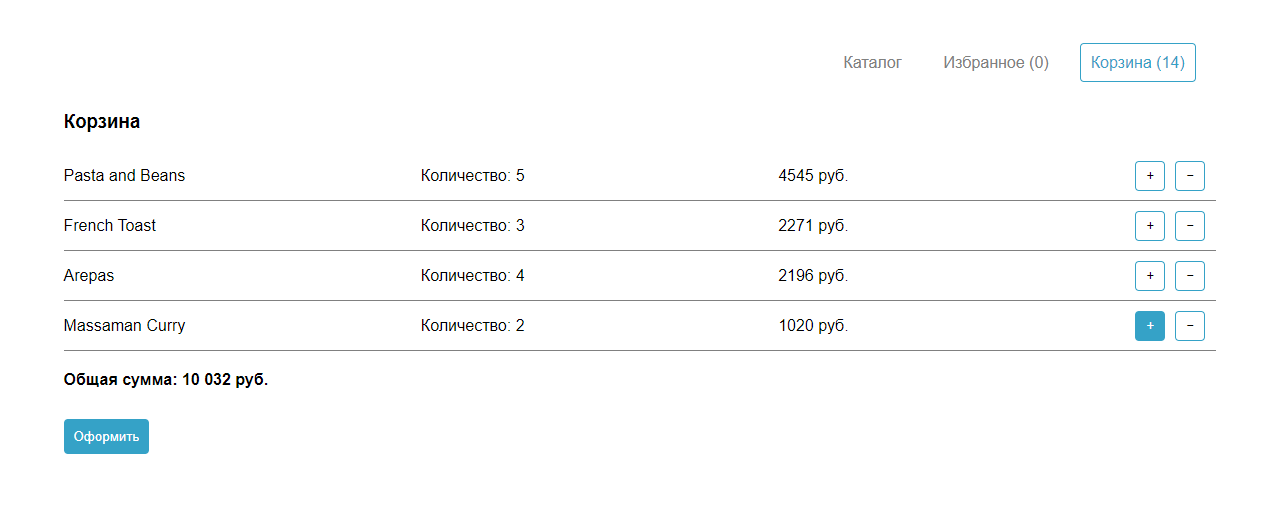 Каталог Избранное (0) Корзина (14)
Корзина
Pasta and Beans Количество: 5 4545 руб. + −
French Toast Количество: 3 2271 руб. + −
Arepas Количество: 4 2196 руб. + −
Massaman Curry Количество: 2 1020 руб. + −
Общая сумма: 10 032 руб.
Оформить